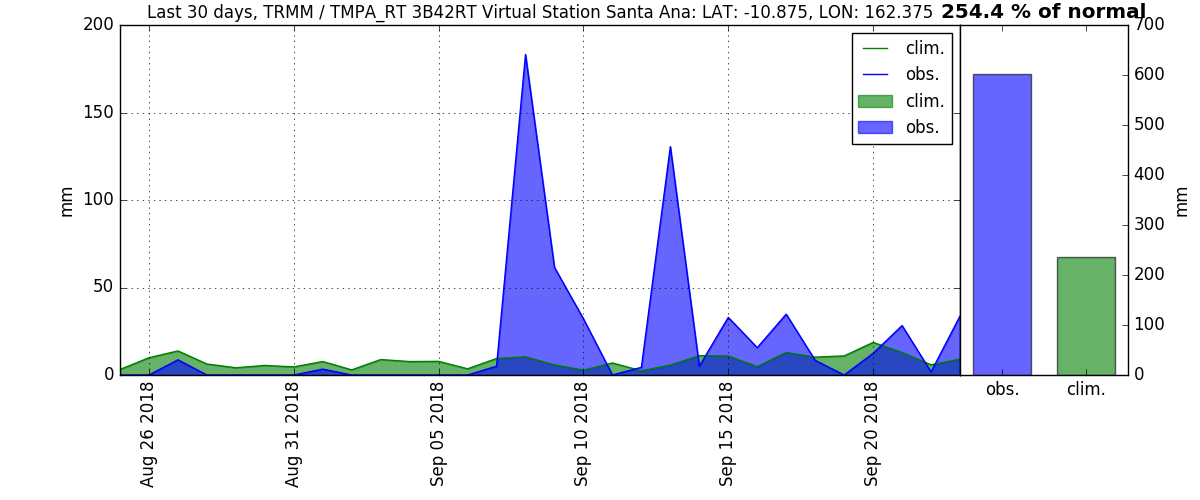 Last 30 days, TRMM / TMPA_RT 3B42RT Virtual Station Santa Ana: LAT: -10.875, LON: 162.375 254.4 % of normal
200
150
100
50
0
mm
clim.
obs.
clim.
obs.
700
600
500
400
300
200
100
0
mm
Aug 26 2018
Aug 31 2018
Sep 05 2018
Sep 10 2018
Sep 15 2018
Sep 20 2018
obs.
clim.